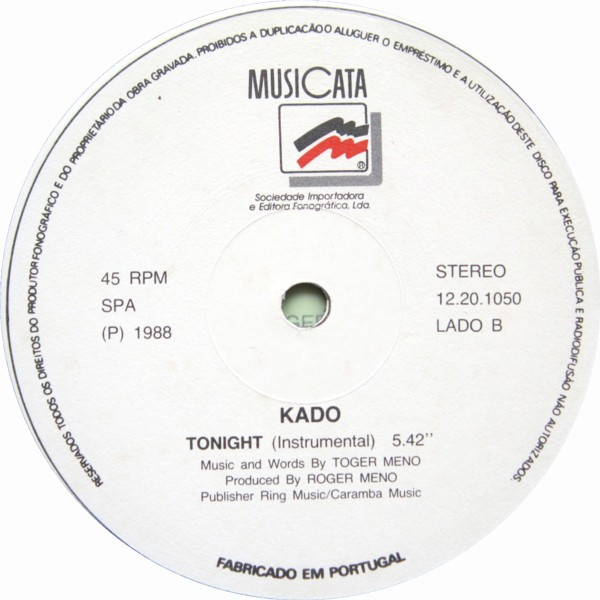 RESERVADOS TODOS OS DIREITOS DO PRODUTOR FONOGRÁFICO E DO PROPRIETÁRIO DA OBRA GRAVADA. PROIBIDOS A DUPLICACÃO A ALUGUER O EMPRÉSTIMO E A UTILIZAÇÃO DESTE DISCO PARA EXECUÇÃO PUBLICA E RADIODIFUSÃO NÃO AUTORIZADOS.
MUSICATA
®
Sociedade Importadora
e Editora Fonográfica, Lda.
45 RPM
SPA
(P) 1988
STEREO
12.20.1050
LADO B
KADO
TONIGHT (Instrumental) 5.42''
Music and Words By TOGER MENO
Produced By ROGER MENO
Publisher Ring Music/Caramba Music
FABRICADO EM PORTUGAL